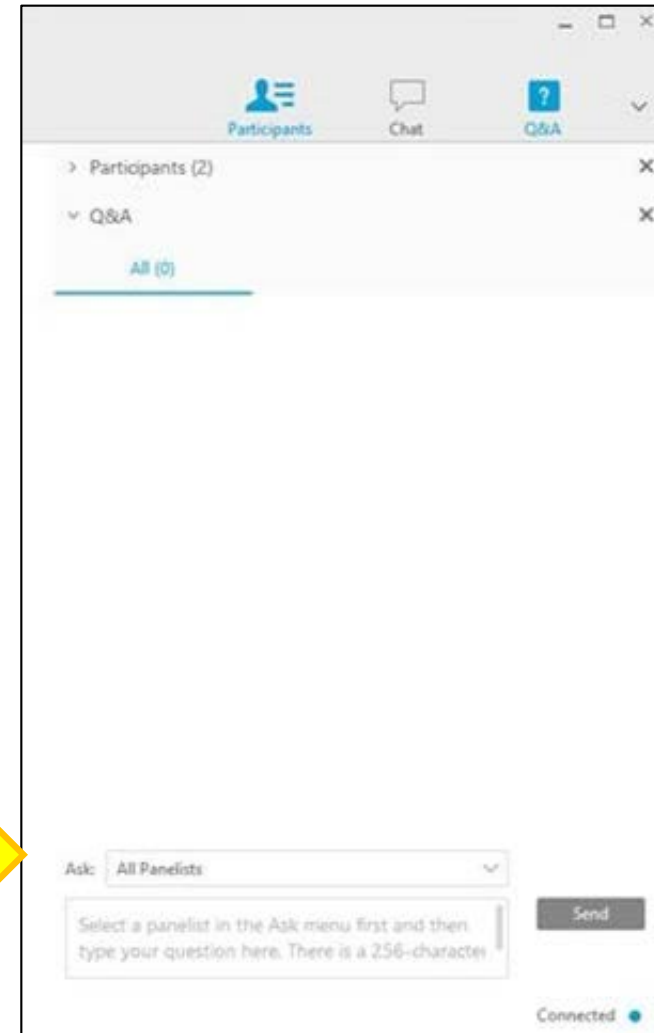 Participants Chat Q&A
Participants (2)
Q&A
All (0)
Ask: All Panelists
Select a panelist in the Ask menu first and then
type your question here. There is a 256-character
Send
Connected